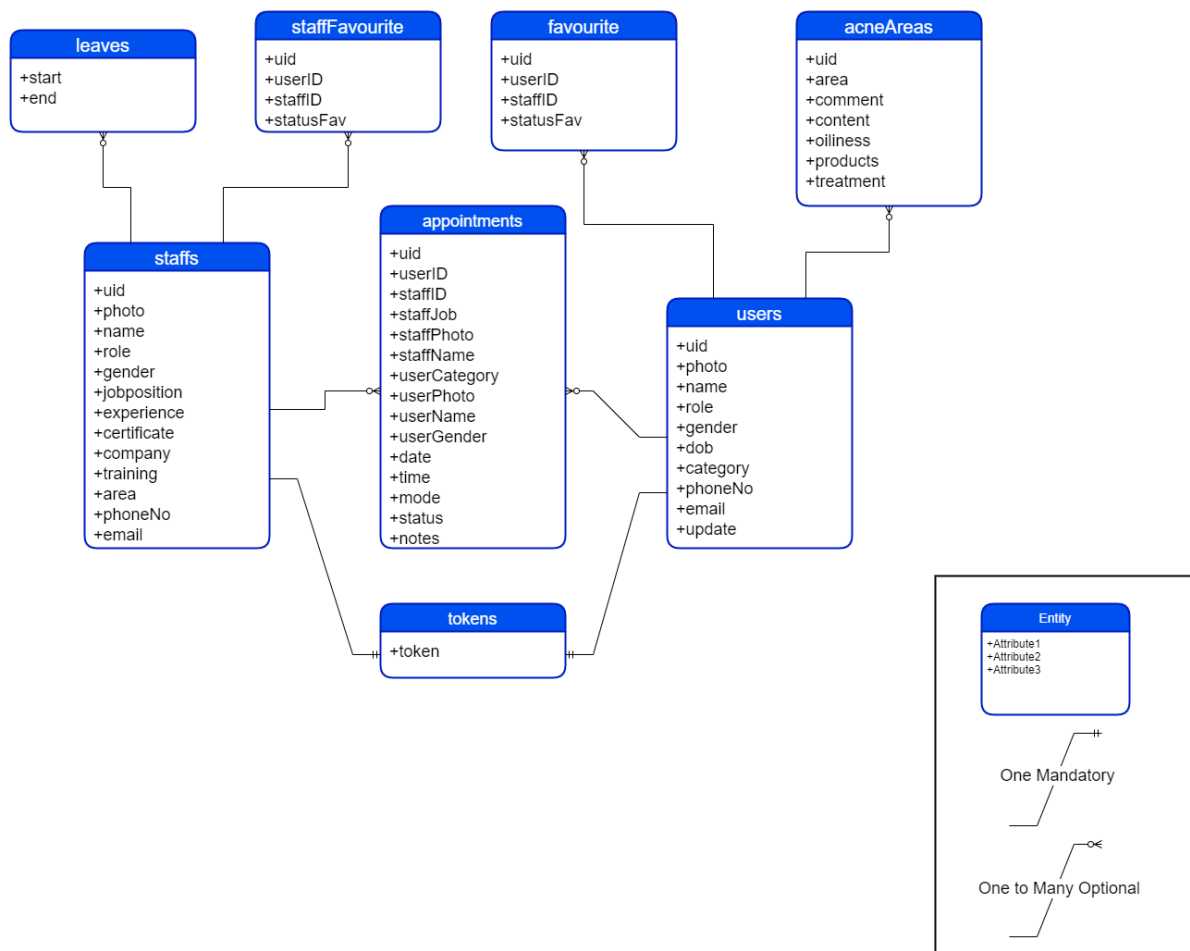 leaves
+start
+end
staffFavourite
+uid
+userID
+staffID
+statusFav
favourite
+uid
+userID
+staffID
+statusFav
acneAreas
+uid
+area
+comment
+content
+oiliness
+products
+treatment
staffs
+uid
+photo
+name
+role
+gender
+jobposition
+experience
+certificate
+company
+training
+area
+phoneNo
+email
appointments
+uid
+userID
+staffID
+staffJob
+staffPhoto
+staffName
+userCategory
+userPhoto
+userName
+userGender
+date
+time
+mode
+status
+notes
users
+uid
+photo
+name
+role
+gender
+dob
+category
+phoneNo
+email
+update
tokens
+token
Entity
+Attribute1
+Attribute2
+Attribute3
One Mandatory
One to Many Optional